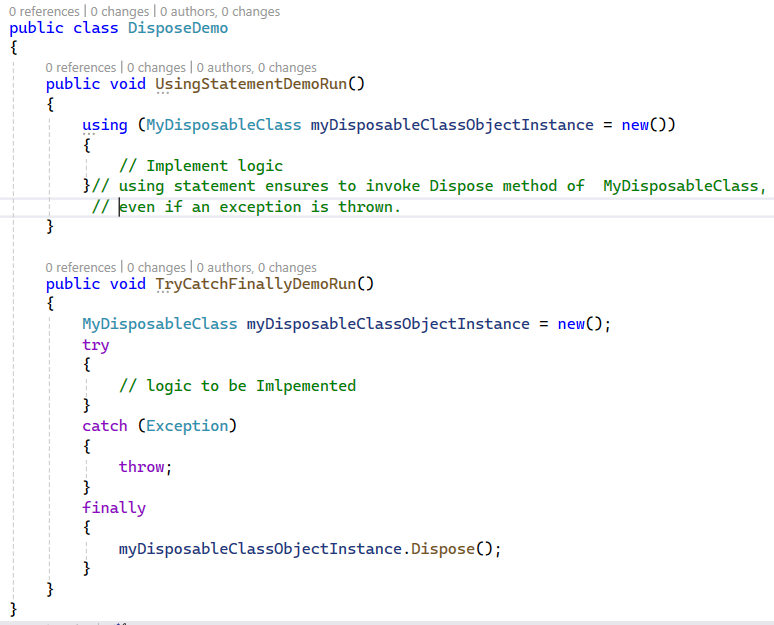 0 references | 0 changes | 0 authors, 0 changes
public class DisposeDemo
{
0 references | 0 changes | 0 authors, 0 changes
public void UsingStatementDemoRun()
{
using (MyDisposableClass myDisposableClassObjectInstance = new())
{
// Implement logic
}// using statement ensures to invoke Dispose method of  MyDisposableClass,
// even if an exception is thrown.
}
0 references | 0 changes | 0 authors, 0 changes
public void TryCatchFinallyDemoRun()
{
MyDisposableClass myDisposableClassObjectInstance = new();
try
{
// logic to be Imlpemented
}
catch (Exception)
{
throw;
}
finally
{
myDisposableClassObjectInstance.Dispose();
}
}
}